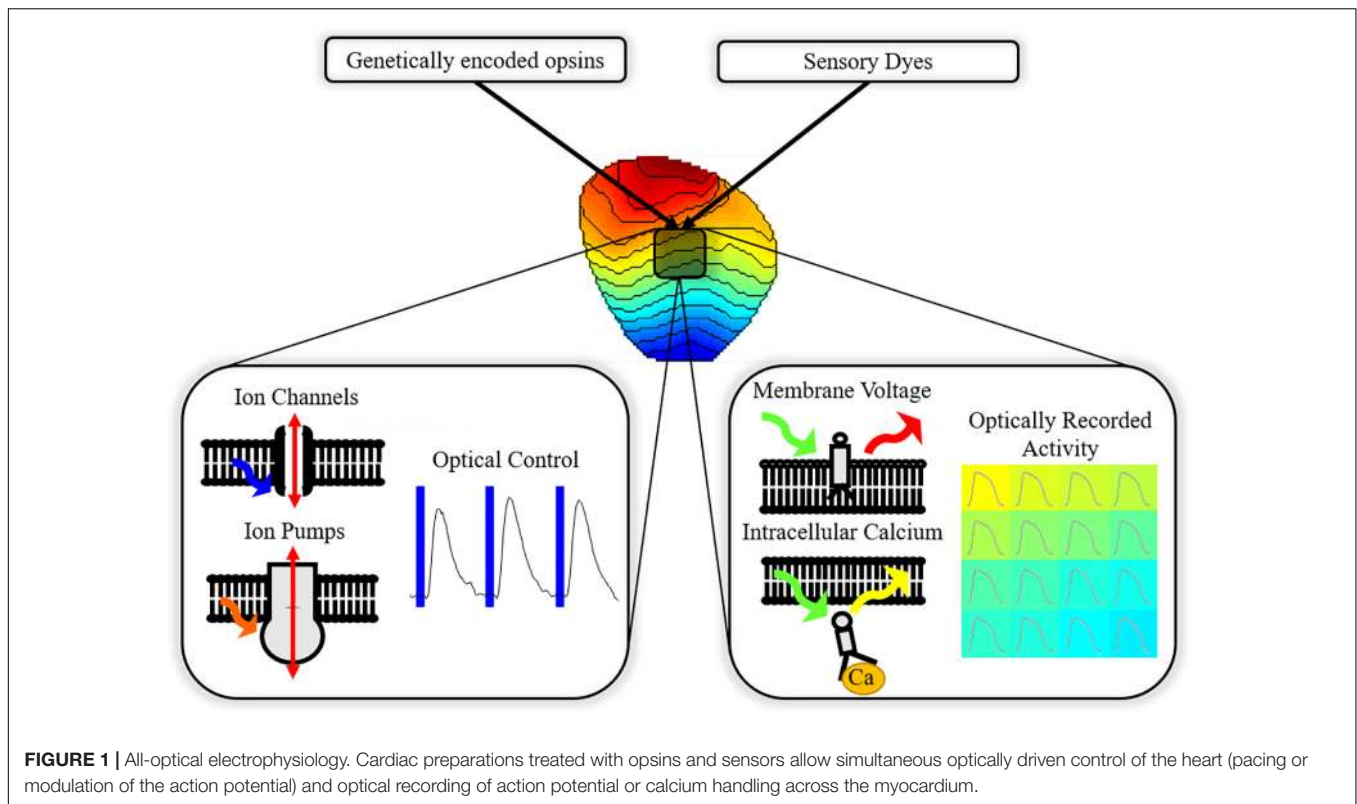 Genetically encoded opsins
Sensory Dyes
Ion Channels
Optical Control
Ion Pumps
Membrane Voltage
Intracellular Calcium
Ca
Optically Recorded
Activity
FIGURE 1 | All-optical electrophysiology. Cardiac preparations treated with opsins and sensors allow simultaneous optically driven control of the heart (pacing or
modulation of the action potential) and optical recording of action potential or calcium handling across the myocardium.